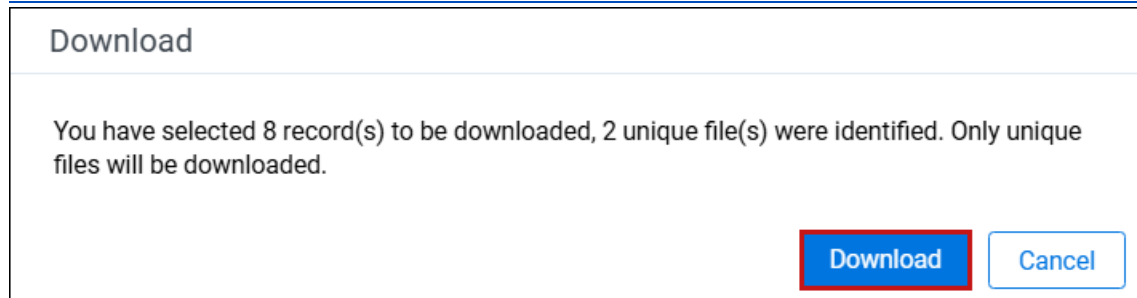 Download
You have selected 8 record(s) to be downloaded, 2 unique file(s) were identified. Only unique
files will be downloaded.
Download
Cancel